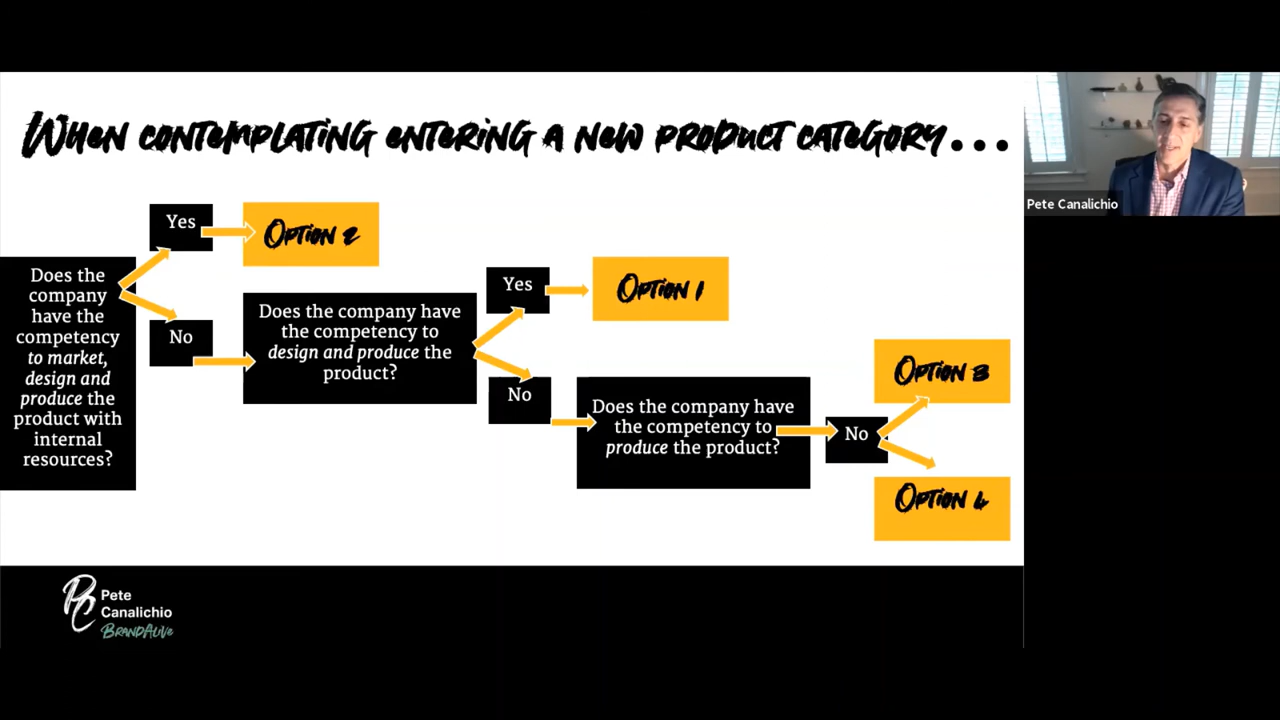 When contemplating entering a new product category...
Pete Canalichio
Yes
Option 2
Does the
company
have the
competency
to market,
design and
produce the
product with
internal
resources?
No
Does the company have
the competency to
design and produce the
product?
Yes
Option 1
No
Does the company have
the competency to
produce the product?
No
Option 3
Option 4
PC
Pete
Canalichio
BrandAlive